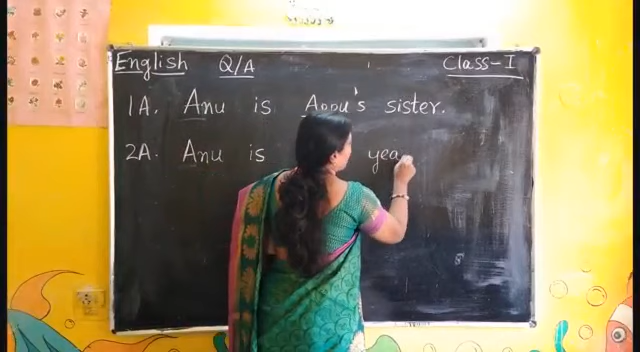 English Q/A Class-I
1A. Anu is Appu's sister.
2A. Anu is yea